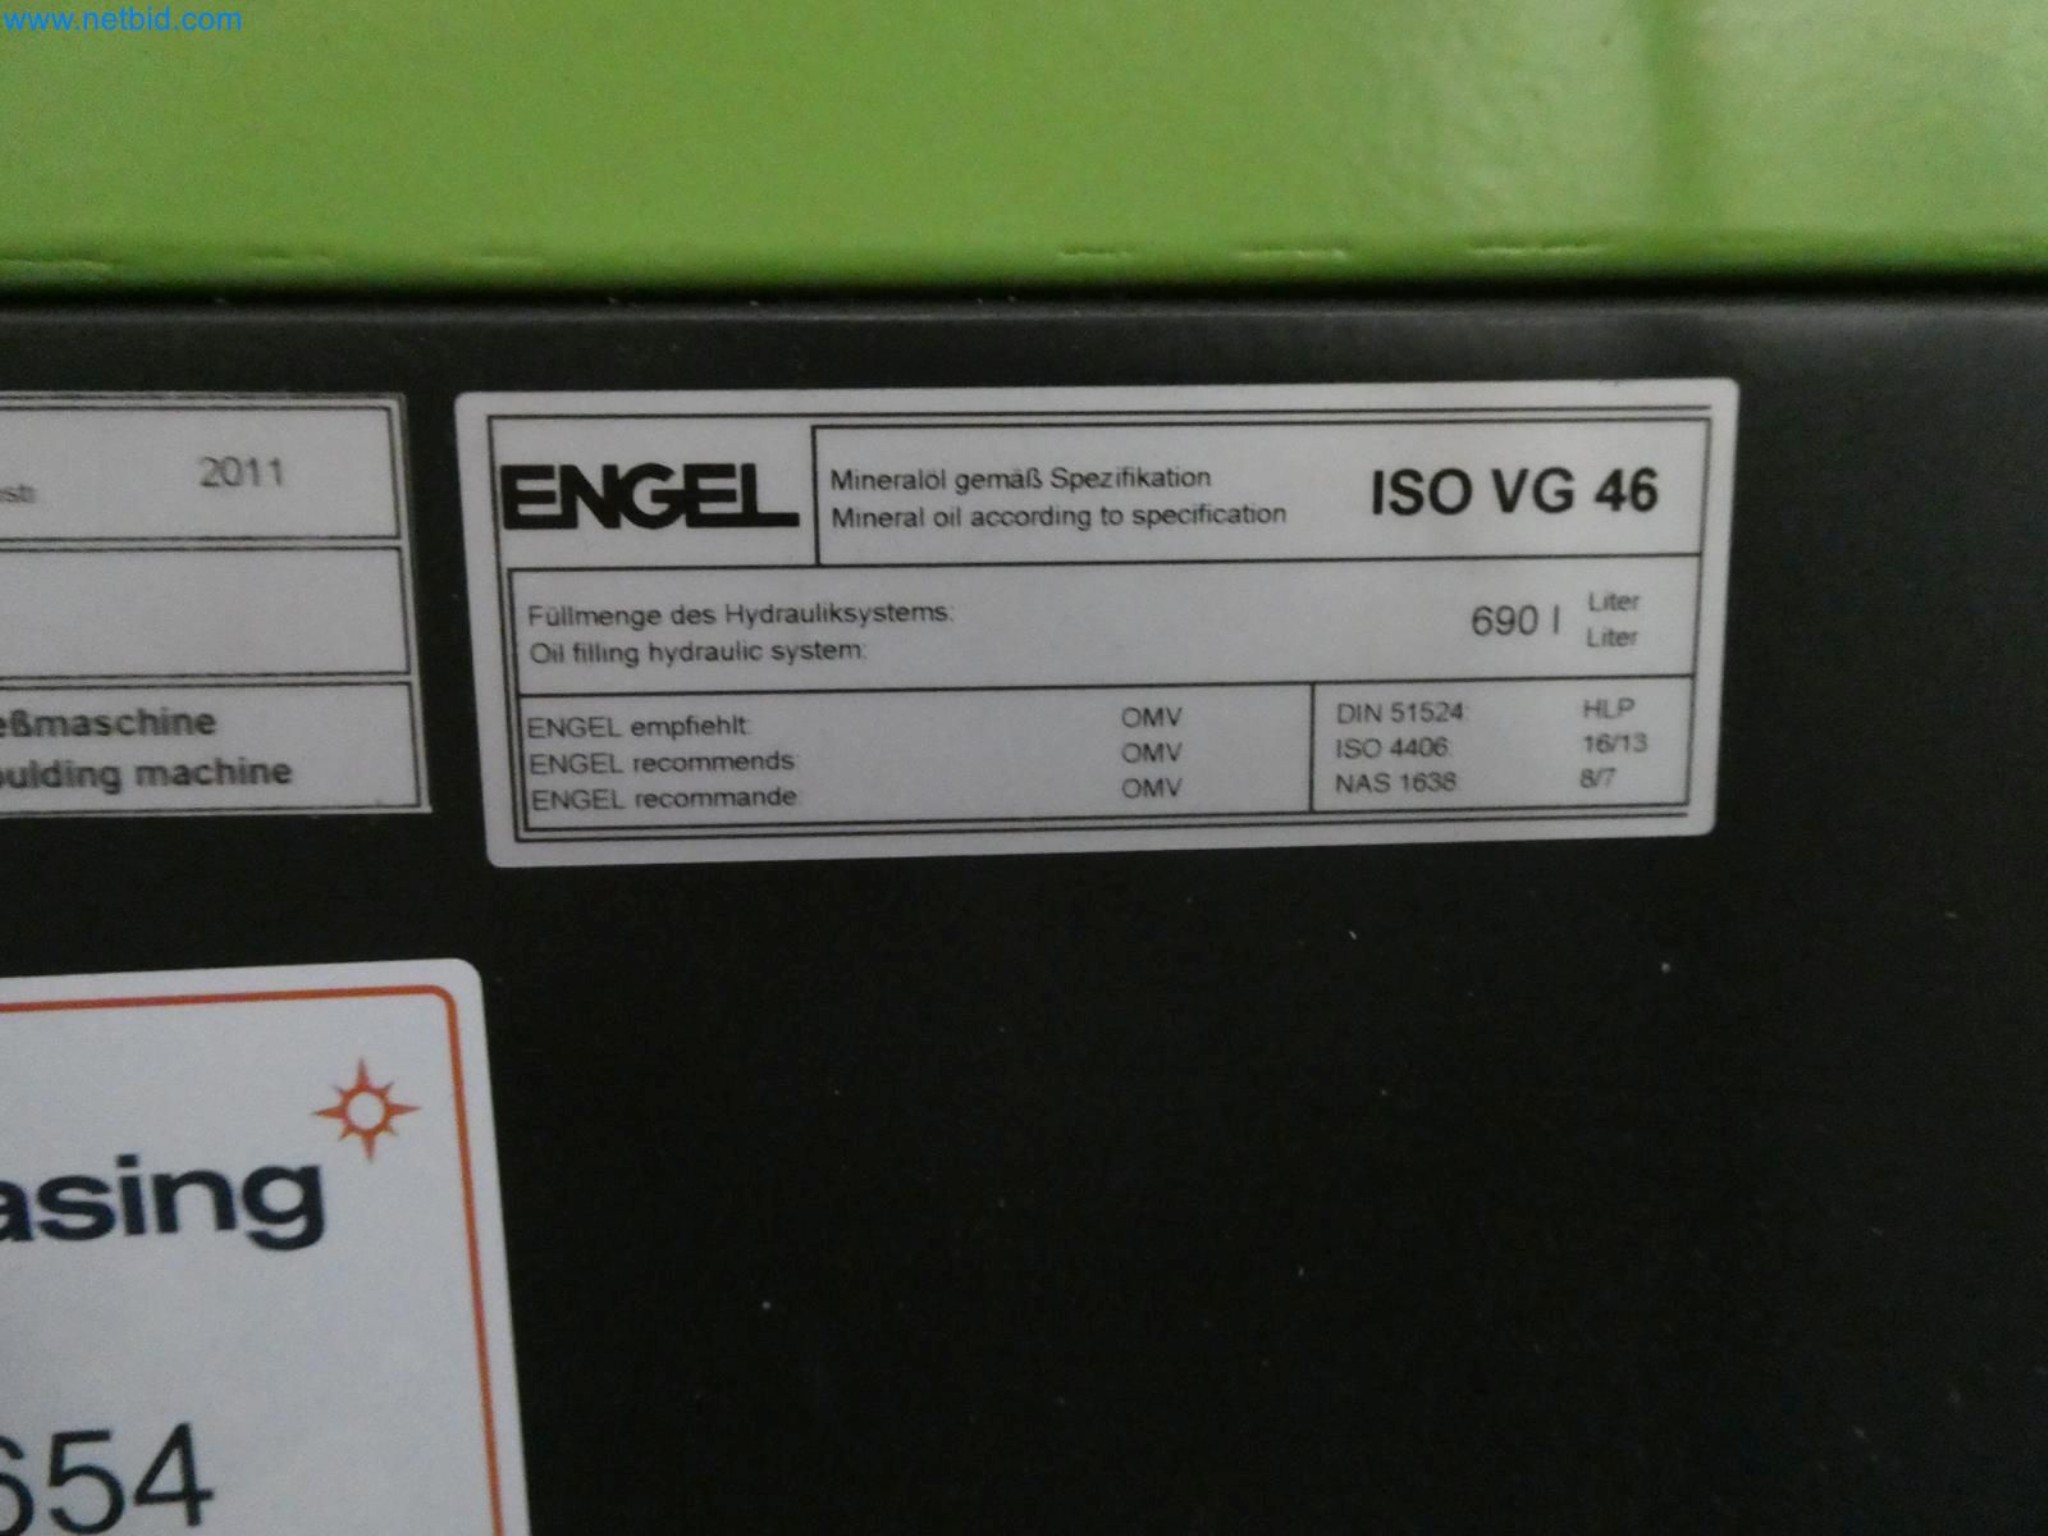 www.netbid.com
2011
eßmaschine
oulding machine
ENGEL
Mineralöl gemäß Spezifikation
Mineral oil according to specification
ISO VG 46
Füllmenge des Hydrauliksystems:
Oil filling hydraulic system:
690 l
Liter
Liter
ENGEL empfiehlt: OMV
ENGEL recommends: OMV
ENGEL recommande: OMV
DIN 51524: HLP
ISO 4406: 16/13
NAS 1638: 8/7
asing
654